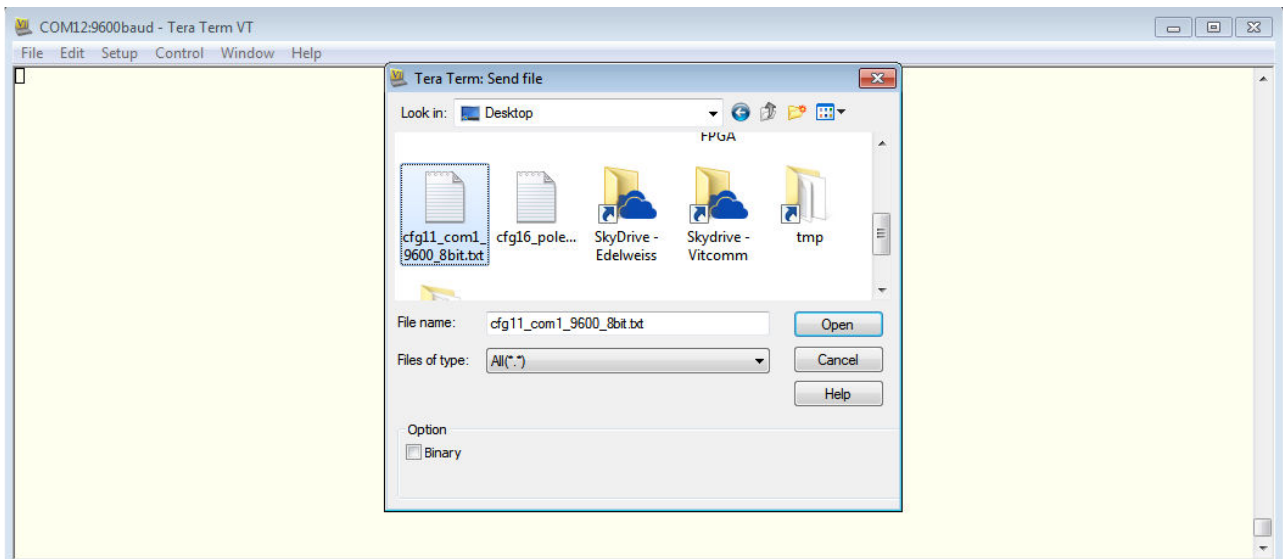 COM12:9600baud - Tera Term VT
File Edit Setup Control Window Help
Tera Term: Send file
Look in: Desktop
FPGA
cfg11_com1_
9600_8bit.txt
cfg16_pole...
SkyDrive -
Edelweiss
Skydrive -
Vitcomm
tmp
File name: cfg11_com1_9600_8bit.txt Open
Files of type: All(*.*) Cancel
Help
Option
Binary